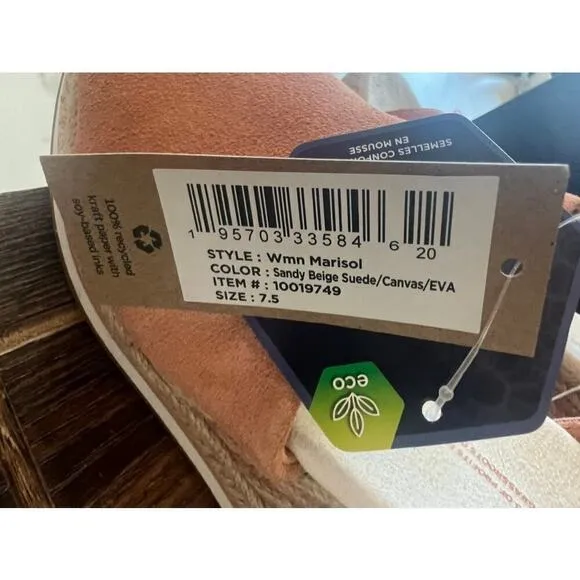 SEMELLES CONFOR
EN MOUSSE
1 95703 33584 6 20
STYLE : Wmn Marisol
COLOR : Sandy Beige Suede/Canvas/EVA
ITEM # : 10019749
SIZE : 7.5
100% recycled
kraft paper with
soy-based inks
eco